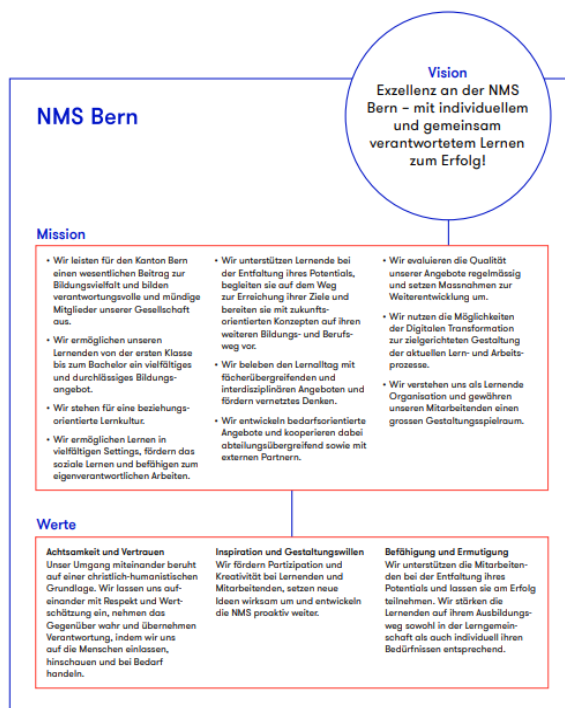 Vision
Exzellenz an der NMS
Bern – mit individuellem
und gemeinsam
verantwortetem Lernen
zum Erfolg!
NMS Bern
Mission
• Wir leisten für den Kanton Bern
einen wesentlichen Beitrag zur
Bildungsvielfalt und bilden
verantwortungsvolle und mündige
Mitglieder unserer Gesellschaft
aus.
• Wir ermöglichen unseren
Lernenden von der ersten Klasse
bis zum Bachelor ein vielfältiges
und durchlässiges Bildungs-
angebot.
• Wir stehen für eine beziehungs-
orientierte Lernkultur.
• Wir ermöglichen Lernen in
vielfältigen Settings, fördern das
soziale Lernen und befähigen zum
eigenverantwortlichen Arbeiten.
• Wir unterstützen Lernende bei
der Entfaltung ihres Potentials,
begleiten sie auf dem Weg
zur Erreichung ihrer Ziele und
bereiten sie mit zukunfts-
orientierten Konzepten auf ihren
weiteren Bildungs- und Berufs-
weg vor.
• Wir beleben den Lernalltag mit
fächerübergreifenden und
interdisziplinären Angeboten und
fördern vernetztes Denken.
• Wir entwickeln bedarfsorientierte
Angebote und kooperieren dabei
abteilungsübergreifend sowie mit
externen Partnern.
• Wir evaluieren die Qualität
unserer Angebote regelmässig
und setzen Massnahmen zur
Weiterentwicklung um.
• Wir nutzen die Möglichkeiten
der Digitalen Transformation
zur zielgerichteten Gestaltung
der aktuellen Lern- und Arbeits-
prozesse.
• Wir verstehen uns als Lernende
Organisation und gewähren
unseren Mitarbeitenden einen
grossen Gestaltungsspielraum.
Werte
Achtsamkeit und Vertrauen
Unser Umgang miteinander beruht
auf einer christlich-humanistischen
Grundlage. Wir lassen uns auf-
einander mit Respekt und Wert-
schätzung ein, nehmen das
Gegenüber wahr und übernehmen
Verantwortung, indem wir uns
auf die Menschen einlassen,
hinschauen und bei Bedarf
handeln.
Inspiration und Gestaltungswillen
Wir fördern Partizipation und
Kreativität bei Lernenden und
Mitarbeitenden, setzen neue
Ideen wirksam um und entwickeln
die NMS proaktiv weiter.
Befähigung und Ermutigung
Wir unterstützen die Mitarbeiten-
den bei der Entfaltung ihres
Potentials und lassen sie am Erfolg
teilnehmen. Wir stärken die
Lernenden auf ihrem Ausbildungs-
weg sowohl in der Lerngemein-
schaft als auch individuell ihren
Bedürfnissen entsprechend.